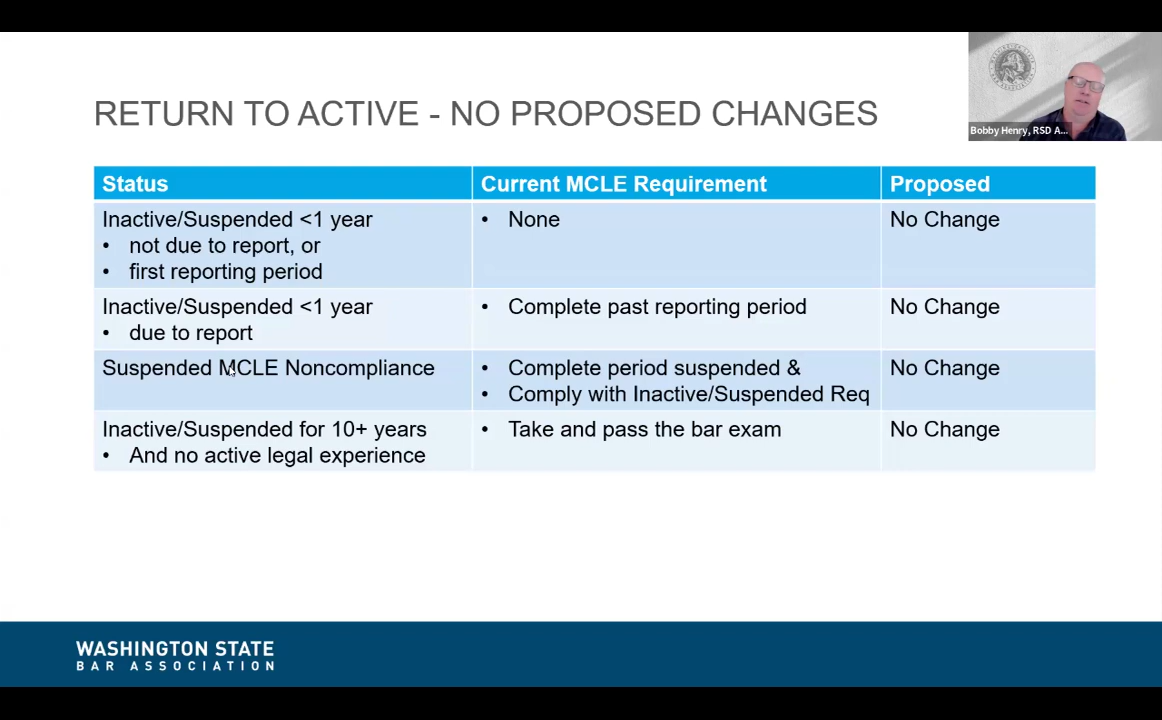 RETURN TO ACTIVE - NO PROPOSED CHANGES
Bobby Henry, RSD A...
Status Current MCLE Requirement Proposed
Inactive/Suspended <1 year • None No Change
• not due to report, or
• first reporting period
Inactive/Suspended <1 year • Complete past reporting period No Change
• due to report
Suspended MCLE Noncompliance • Complete period suspended & No Change
• Comply with Inactive/Suspended Req
Inactive/Suspended for 10+ years • Take and pass the bar exam No Change
• And no active legal experience
WASHINGTON STATE
BAR ASSOCIATION